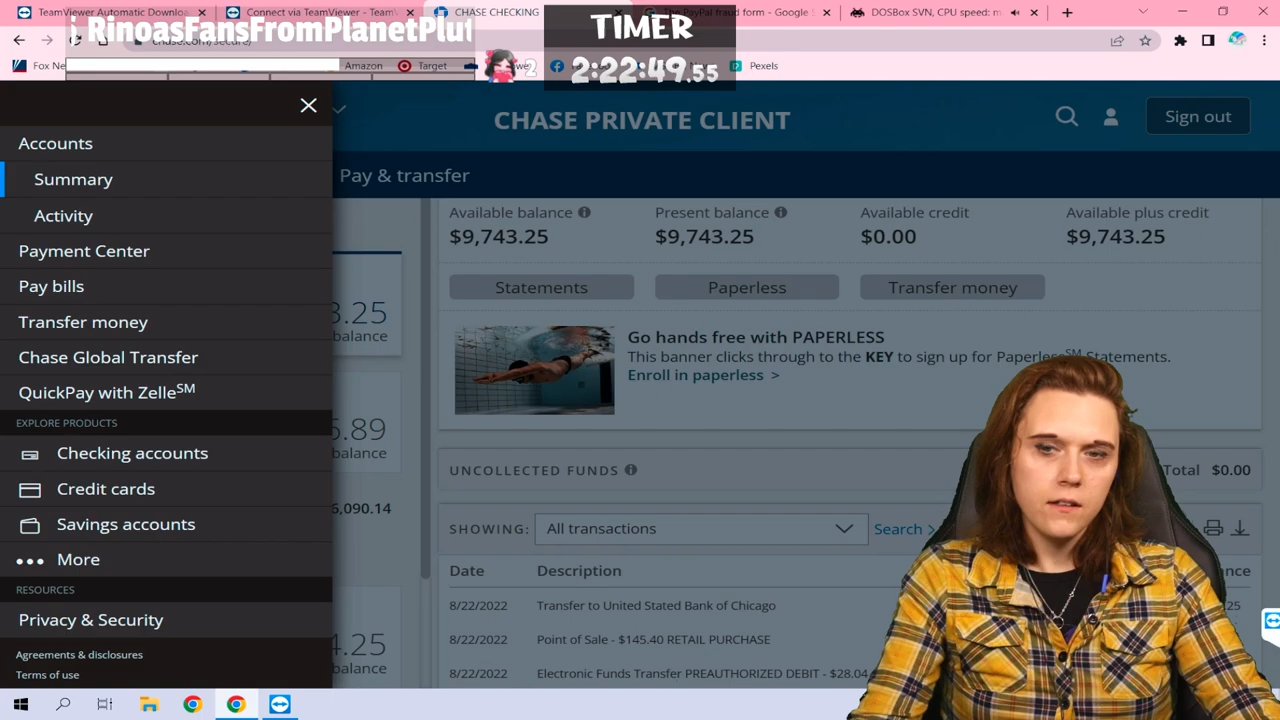 TeamViewer Automatic Downloa
Connect via TeamViewer - Team
CHASE CHECKING
The PayPal fraud form - Google S
DOSBox SVN, CPU speed: m
RinoasFansFromPlanetPlut
TIMER
2:22:49.55
2
chase.com/secure/
Fox Ne
Amazon
Target
Pexels
CHASE PRIVATE CLIENT
Sign out
Accounts
Summary
Activity
Payment Center
Pay bills
Transfer money
Chase Global Transfer
QuickPay with Zelle℠
EXPLORE PRODUCTS
Checking accounts
Credit cards
Savings accounts
More
RESOURCES
Privacy & Security
Agreements & disclosures
Terms of use
Pay & transfer
3.25
balance
5.89
balance
6,090.14
4.25
balance
Available balance
Present balance
Available credit
Available plus credit
$9,743.25
$9,743.25
$0.00
$9,743.25
Statements
Paperless
Transfer money
Go hands free with PAPERLESS
This banner clicks through to the KEY to sign up for Paperless℠ Statements.
Enroll in paperless >
UNCOLLECTED FUNDS
Total $0.00
SHOWING:
All transactions
Search >
Date
Description
8/22/2022
Transfer to United Stated Bank of Chicago
8/22/2022
Point of Sale - $145.40 RETAIL PURCHASE
8/22/2022
Electronic Funds Transfer PREAUTHORIZED DEBIT - $28.04